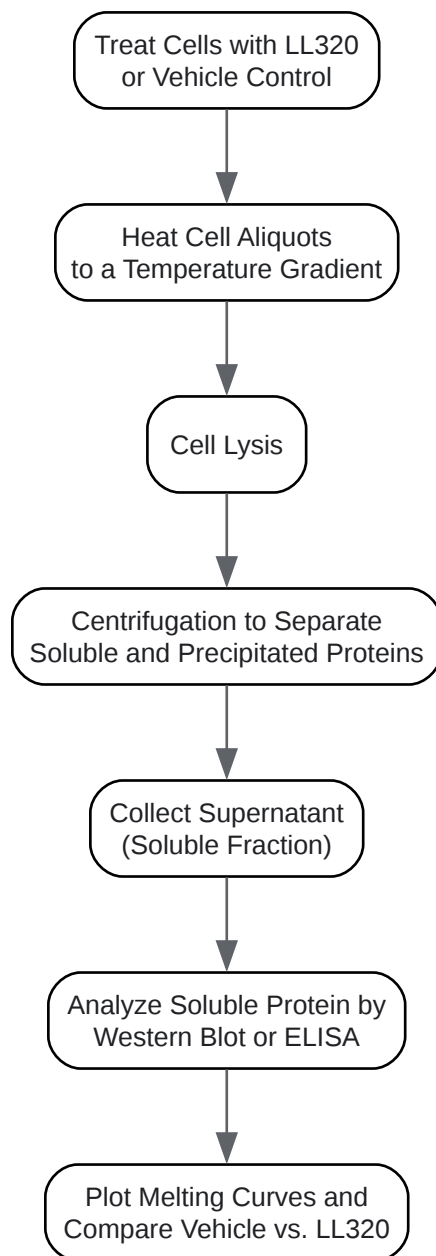 Treat Cells with LL320
or Vehicle Control
Heat Cell Aliquots
to a Temperature Gradient
Cell Lysis
Centrifugation to Separate
Soluble and Precipitated Proteins
Collect Supernatant
(Soluble Fraction)
Analyze Soluble Protein by
Western Blot or ELISA
Plot Melting Curves and
Compare Vehicle vs. LL320